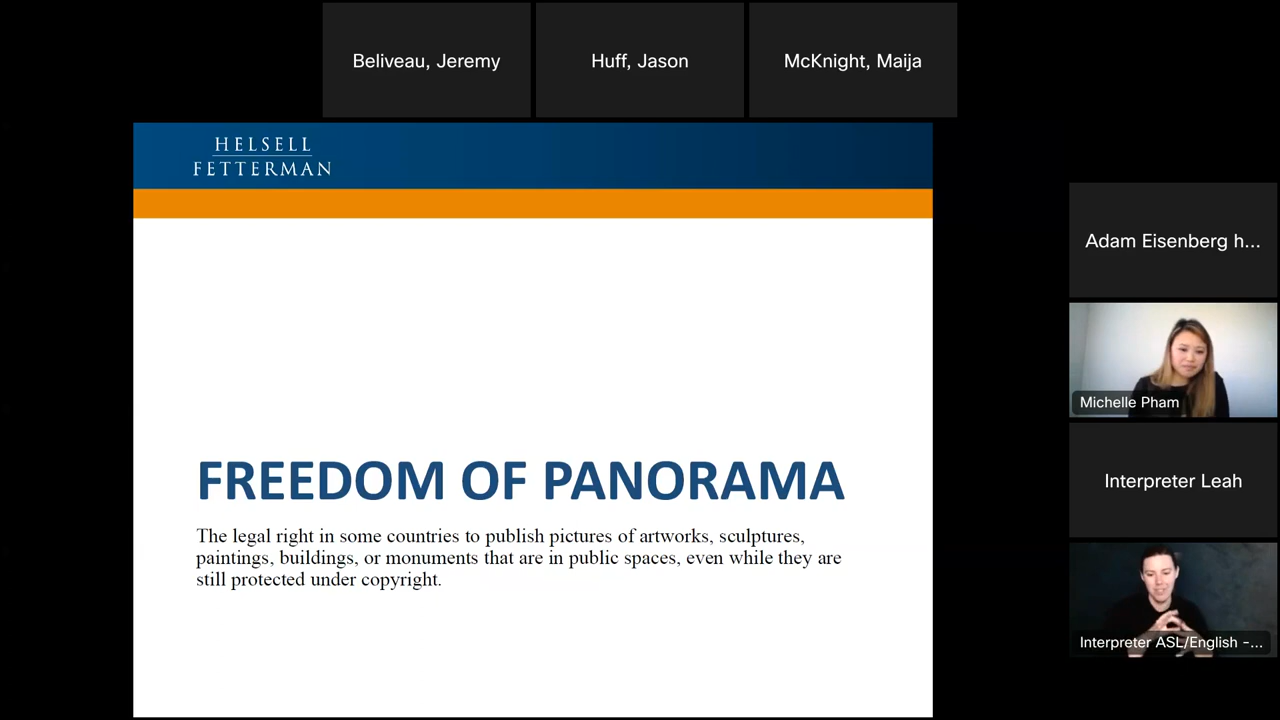 Beliveau, Jeremy
Huff, Jason
McKnight, Maija
HELSELL
FETTERMAN
FREEDOM OF PANORAMA
The legal right in some countries to publish pictures of artworks, sculptures,
paintings, buildings, or monuments that are in public spaces, even while they are
still protected under copyright.
Adam Eisenberg h...
Michelle Pham
Interpreter Leah
Interpreter ASL/English -...